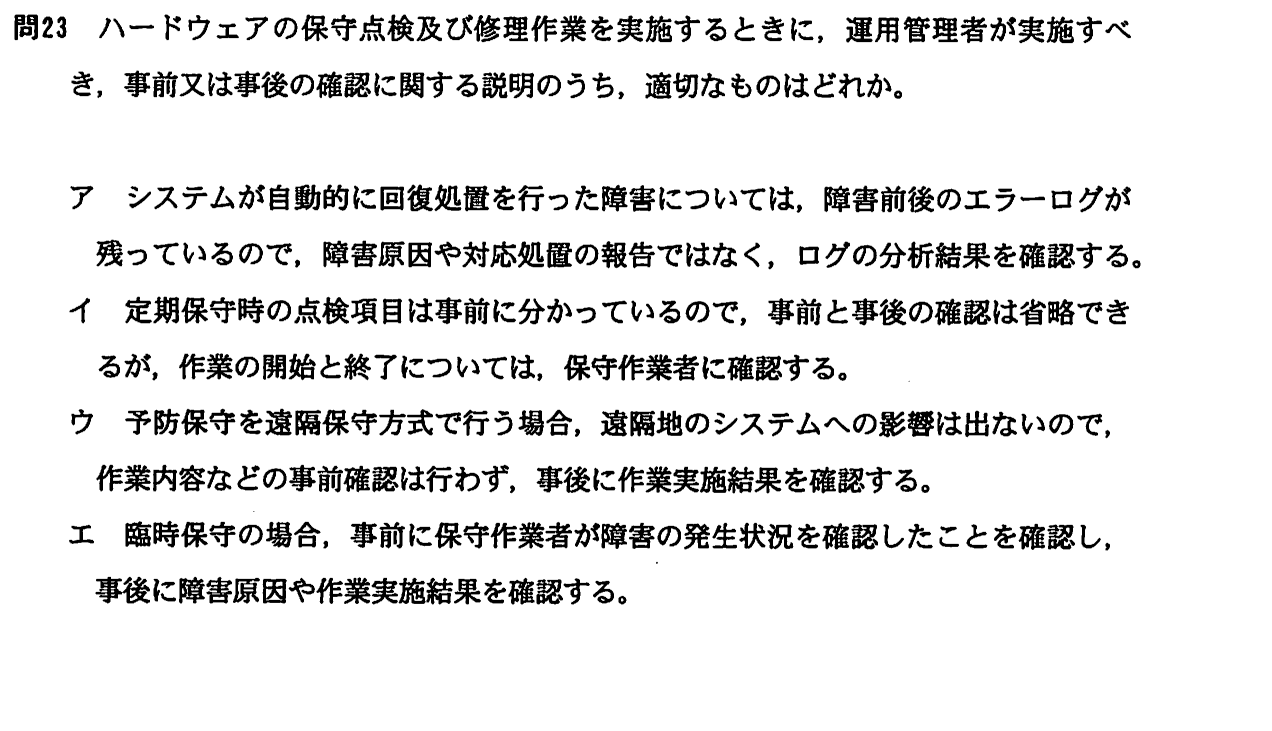 問23　ハードウェアの保守点検及び修理作業を実施するときに，運用管理者が実施すべ
き，事前又は事後の確認に関する説明のうち，適切なものはどれか。
ア　システムが自動的に回復処置を行った障害については，障害前後のエラーログが
残っているので，障害原因や対応処置の報告ではなく，ログの分析結果を確認する。
イ　定期保守時の点検項目は事前に分かっているので，事前と事後の確認は省略でき
るが，作業の開始と終了については，保守作業者に確認する。
ウ　予防保守を遠隔保守方式で行う場合，遠隔地のシステムへの影響は出ないので，
作業内容などの事前確認は行わず，事後に作業実施結果を確認する。
エ　臨時保守の場合，事前に保守作業者が障害の発生状況を確認したことを確認し，
事後に障害原因や作業実施結果を確認する。